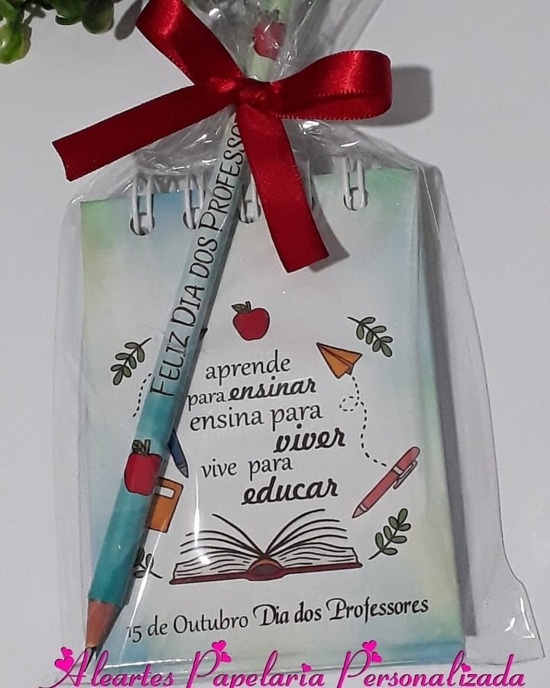 FELIZ DIA DOS PROFESSO
aprende
para ensinar
ensina para
viver
vive para
educar
15 de Outubro Dia dos Professores
Aleartes Papelaria Personalizada